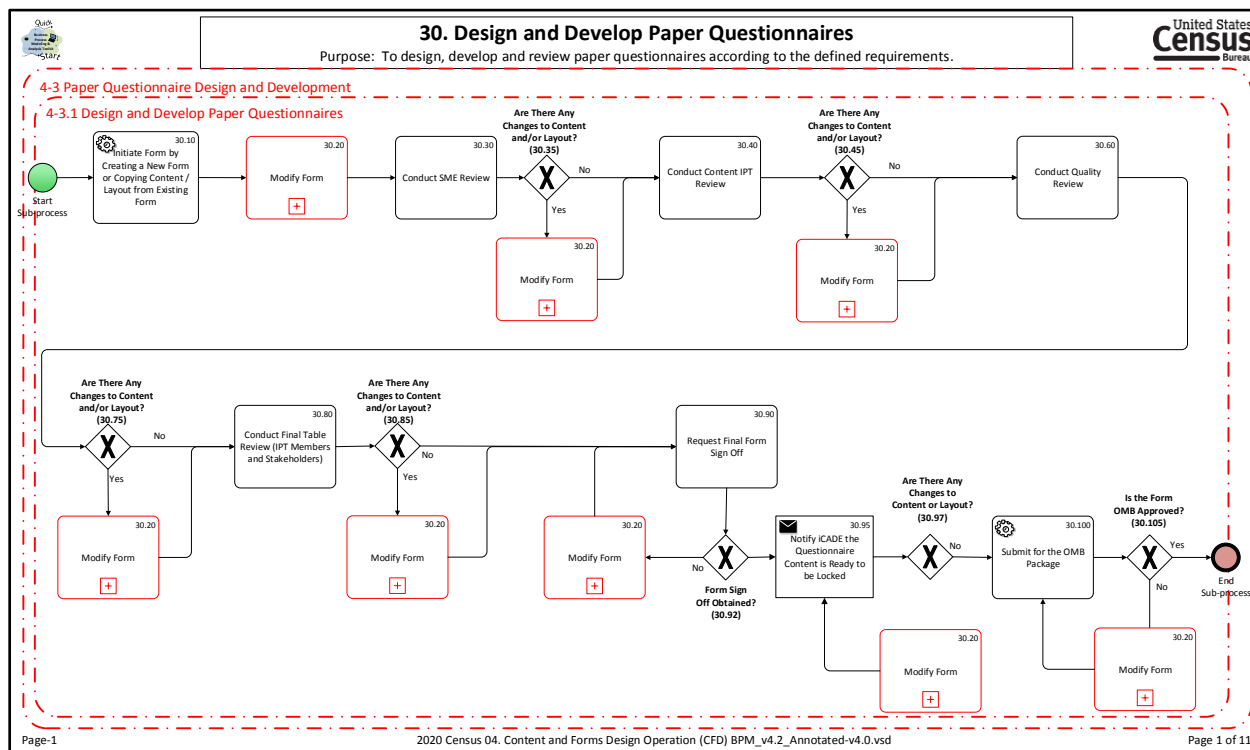 Quick
Business
Process
Modeling &
Analysis Toolkit
Start
30. Design and Develop Paper Questionnaires
Purpose: To design, develop and review paper questionnaires according to the defined requirements.
United States
Census
Bureau
4-3 Paper Questionnaire Design and Development
4-3.1 Design and Develop Paper Questionnaires
Start
Sub-process
30.10
Initiate Form by
Creating a New Form
or Copying Content /
Layout from Existing
Form
30.20
Modify Form
30.30
Conduct SME Review
Are There Any
Changes to Content
and/or Layout?
(30.35)
No
Yes
30.20
Modify Form
30.40
Conduct Content IPT
Review
Are There Any
Changes to Content
and/or Layout?
(30.45)
No
Yes
30.20
Modify Form
30.60
Conduct Quality
Review
Are There Any
Changes to Content
and/or Layout?
(30.75)
No
Yes
30.20
Modify Form
30.80
Conduct Final Table
Review (IPT Members
and Stakeholders)
Are There Any
Changes to Content
and/or Layout?
(30.85)
No
Yes
30.20
Modify Form
30.90
Request Final Form
Sign Off
30.20
Modify Form
No
Form Sign
Off Obtained?
(30.92)
30.95
Notify iCADE the
Questionnaire
Content is Ready to
be Locked
Are There Any
Changes to
Content or Layout?
(30.97)
No
30.20
Modify Form
30.100
Submit for the OMB
Package
Is the Form
OMB Approved?
(30.105)
Yes
No
30.20
Modify Form
End
Sub-process
Page-1
2020 Census 04. Content and Forms Design Operation (CFD) BPM_v4.2_Annotated-v4.0.vsd
Page 1 of 11